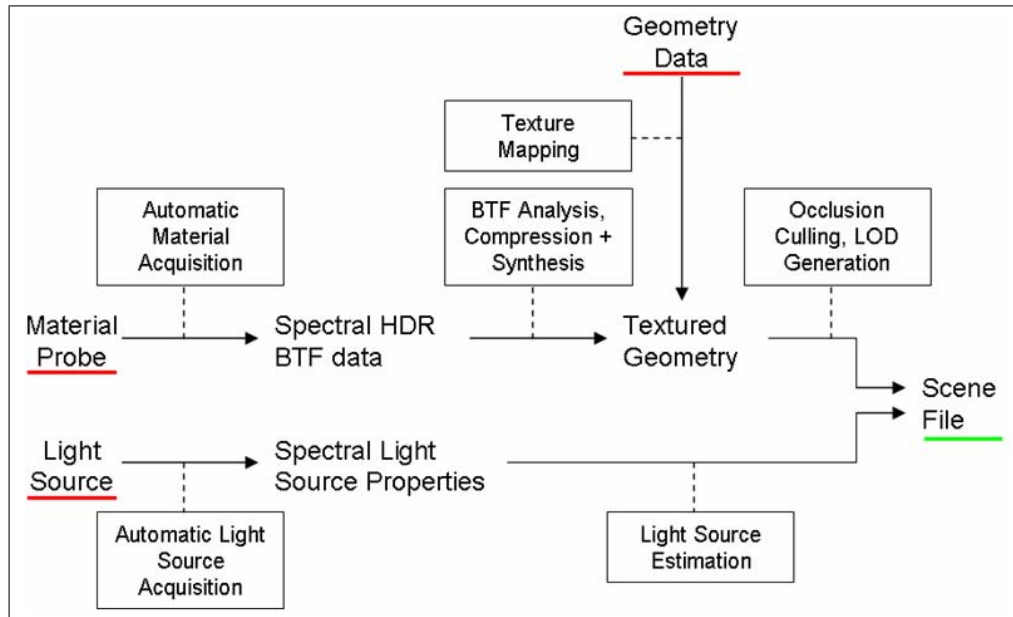 Geometry
Data
Texture
Mapping
Automatic
Material
Acquisition
BTF Analysis,
Compression +
Synthesis
Occlusion
Culling, LOD
Generation
Material
Probe
Spectral HDR
BTF data
Textured
Geometry
Scene
File
Light
Source
Spectral Light
Source Properties
Automatic Light
Source
Acquisition
Light Source
Estimation